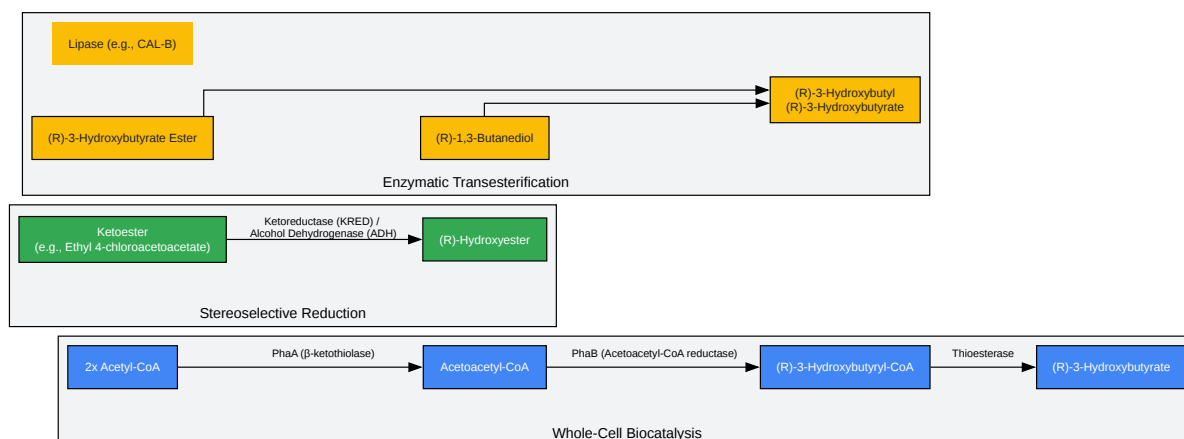 Lipase (e.g., CAL-B)
(R)-3-Hydroxybutyl
(R)-3-Hydroxybutyrate
(R)-3-Hydroxybutyrate Ester
(R)-1,3-Butanediol
Enzymatic Transesterification
Ketoester
(e.g., Ethyl 4-chloroacetoacetate)
Ketoreductase (KRED) /
Alcohol Dehydrogenase (ADH)
(R)-Hydroxyester
Stereoselective Reduction
2x Acetyl-CoA
PhaA (β-ketothiolase)
Acetoacetyl-CoA
PhaB (Acetoacetyl-CoA reductase)
(R)-3-Hydroxybutyryl-CoA
Thioesterase
(R)-3-Hydroxybutyrate
Whole-Cell Biocatalysis